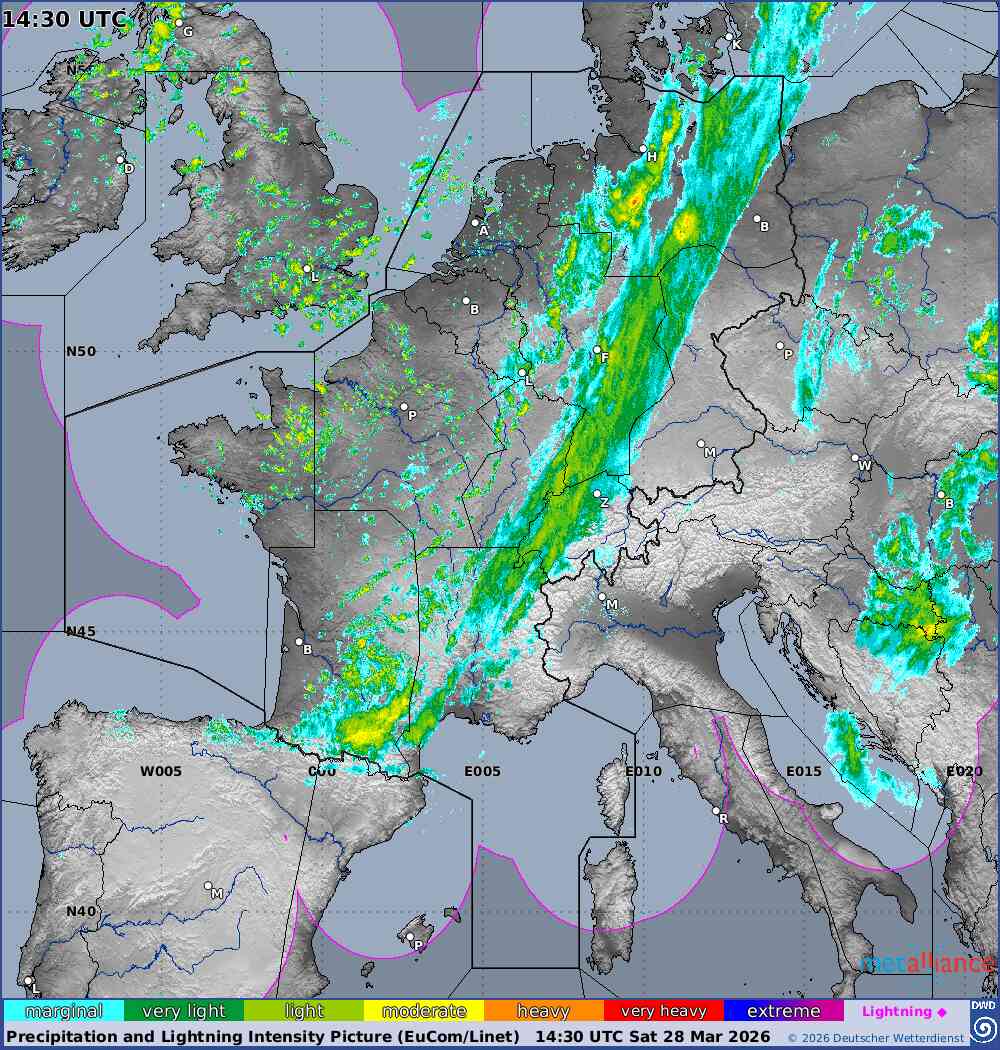 14:30 UTC
G
K
N55
H
D
A
B
L
B
N50
F
P
L
P
M
W
Z
B
M
N45
B
W005
000
E005
E010
E015
E020
R
M
N40
P
metalliance
L
marginal very light light moderate heavy very heavy extreme Lightning ◆
DWD
Precipitation and Lightning Intensity Picture (EuCom/Linet) 14:30 UTC Sat 28 Mar 2026 © 2026 Deutscher Wetterdienst